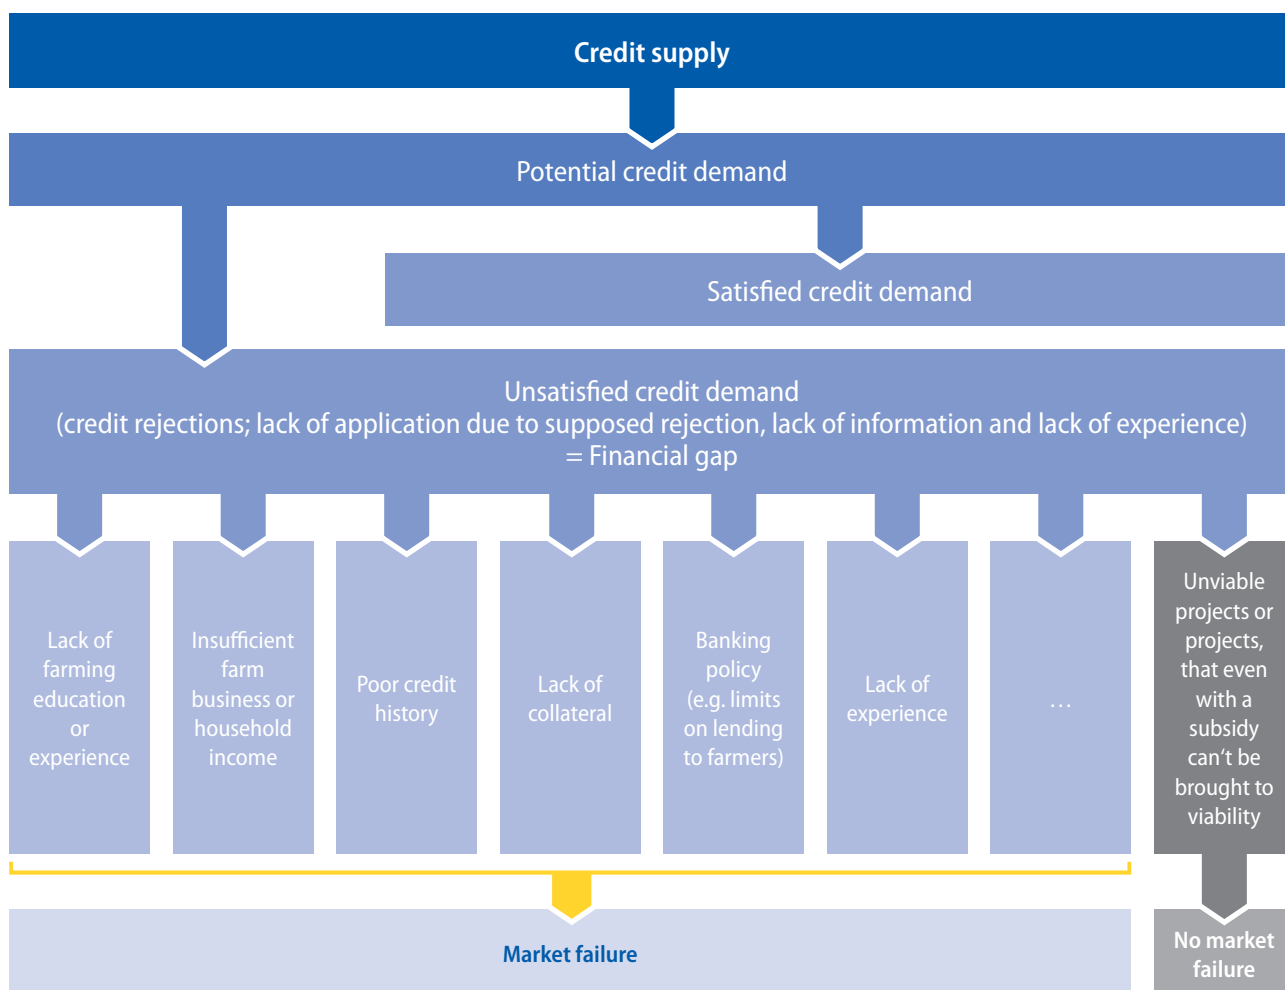 Credit supply
Potential credit demand
Satisfied credit demand
Unsatisfied credit demand
(credit rejections; lack of application due to supposed rejection, lack of information and lack of experience)
= Financial gap
Lack of
farming
education
or
experience
Insufficient
farm
business or
household
income
Poor credit
history
Lack of
collateral
Banking
policy
(e.g. limits
on lending
to farmers)
Lack of
experience
…
Unviable
projects or
projects,
that even
with a
subsidy
can‘t be
brought to
viability
Market failure
No market
failure